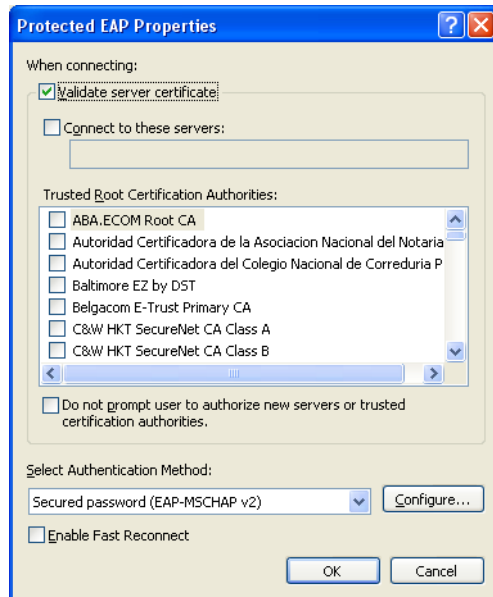 Protected EAP Properties
When connecting:
Validate server certificate
Connect to these servers:
Trusted Root Certification Authorities:
ABA.ECOM Root CA
Autoridad Certificadora de la Asociacion Nacional del Notaria
Autoridad Certificadora del Colegio Nacional de Correduria P
Baltimore EZ by DST
Belgacom E-Trust Primary CA
C&W HKT SecureNet CA Class A
C&W HKT SecureNet CA Class B
Do not prompt user to authorize new servers or trusted
certification authorities.
Select Authentication Method:
Secured password (EAP-MSCHAP v2)
Configure...
Enable Fast Reconnect
OK
Cancel